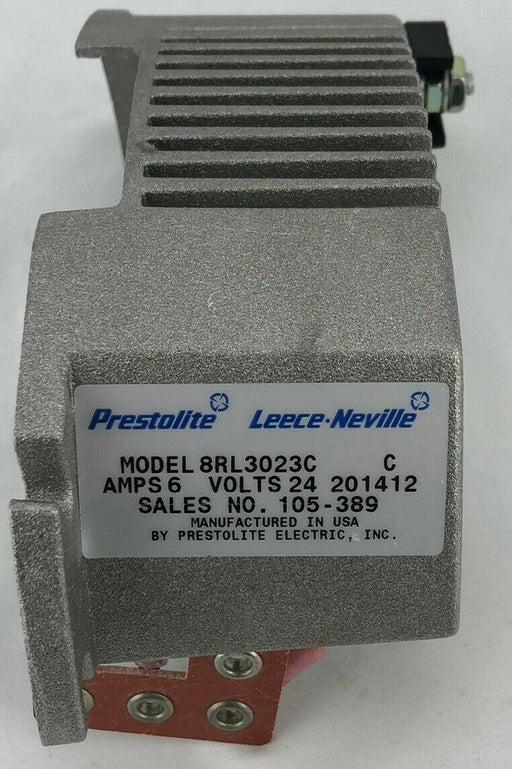 Prestolite Leece-Neville
MODEL 8RL3023C C
AMPS 6 VOLTS 24 201412
SALES NO. 105-389
MANUFACTURED IN USA
BY PRESTOLITE ELECTRIC, INC.